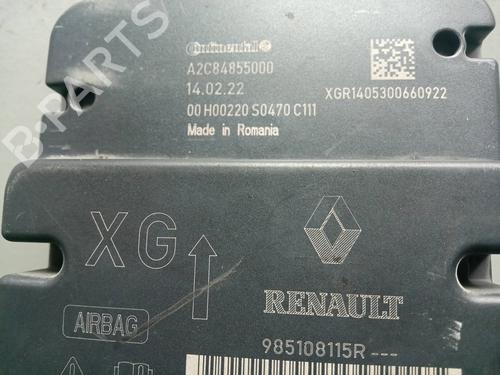 Continental
A2C84855000
14.02.22
XGR1405300660922
00 H00220 S0470 C111
Made in Romania
XG
RENAULT
AIRBAG
985108115R---
B-PARTS